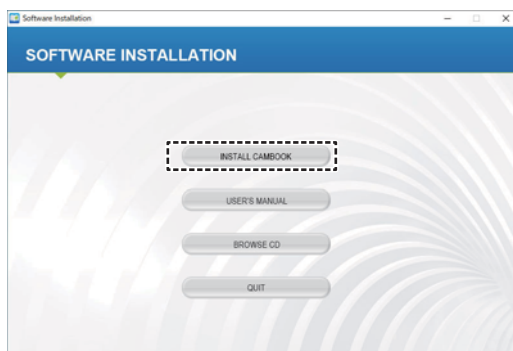 Software Installation
SOFTWARE INSTALLATION
INSTALL CAMBOOK
USER'S MANUAL
BROWSE CD
QUIT